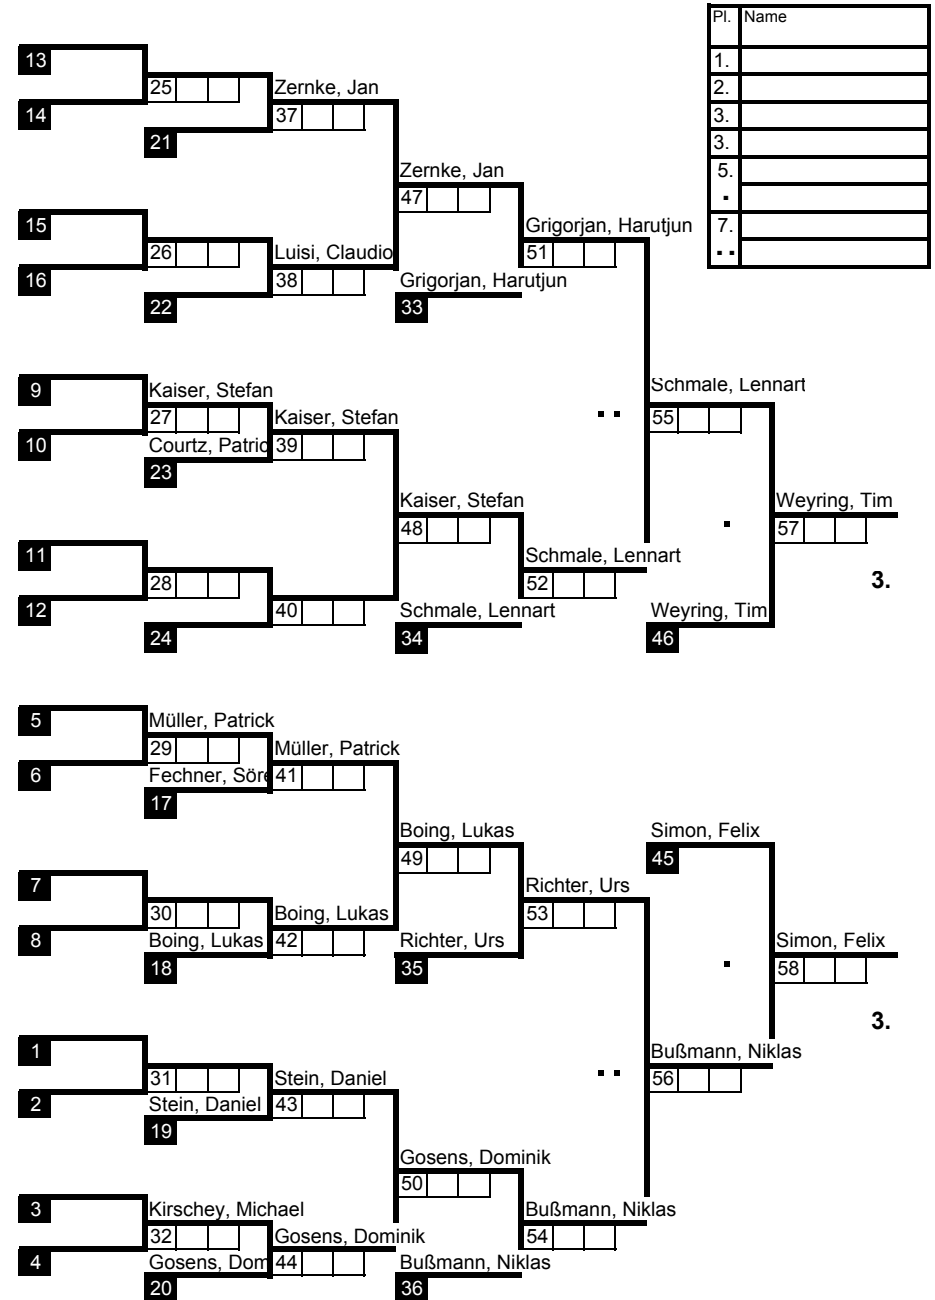 Pl. Name
13
1.
25 Zernke, Jan
2.
14 37
3.
21
3.
Zernke, Jan
5.
47
.
15
Grigorjan, Harutjun
7.
26 Luisi, Claudio 51
. .
16 38 Grigorjan, Harutjun
22 33
9 Kaiser, Stefan Schmale, Lennart
27 Kaiser, Stefan . . 55
10 Courtz, Patric 39
23
Kaiser, Stefan Weyring, Tim
48 . 57
11 Schmale, Lennart
28 52 3.
12 40 Schmale, Lennart Weyring, Tim
24 34 46
5 Müller, Patrick
29 Müller, Patrick
6 Fechner, Söre 41
17
Boing, Lukas Simon, Felix
49 45
7 Richter, Urs
30 Boing, Lukas 53
8 Boing, Lukas 42 Richter, Urs Simon, Felix
18 35 . 58
3.
1 Bußmann, Niklas
31 Stein, Daniel . . 56
2 Stein, Daniel 43
19
Gosens, Dominik
50
3 Kirschey, Michael Bußmann, Niklas
32 Gosens, Dominik 54
4 Gosens, Dom 44 Bußmann, Niklas
20 36